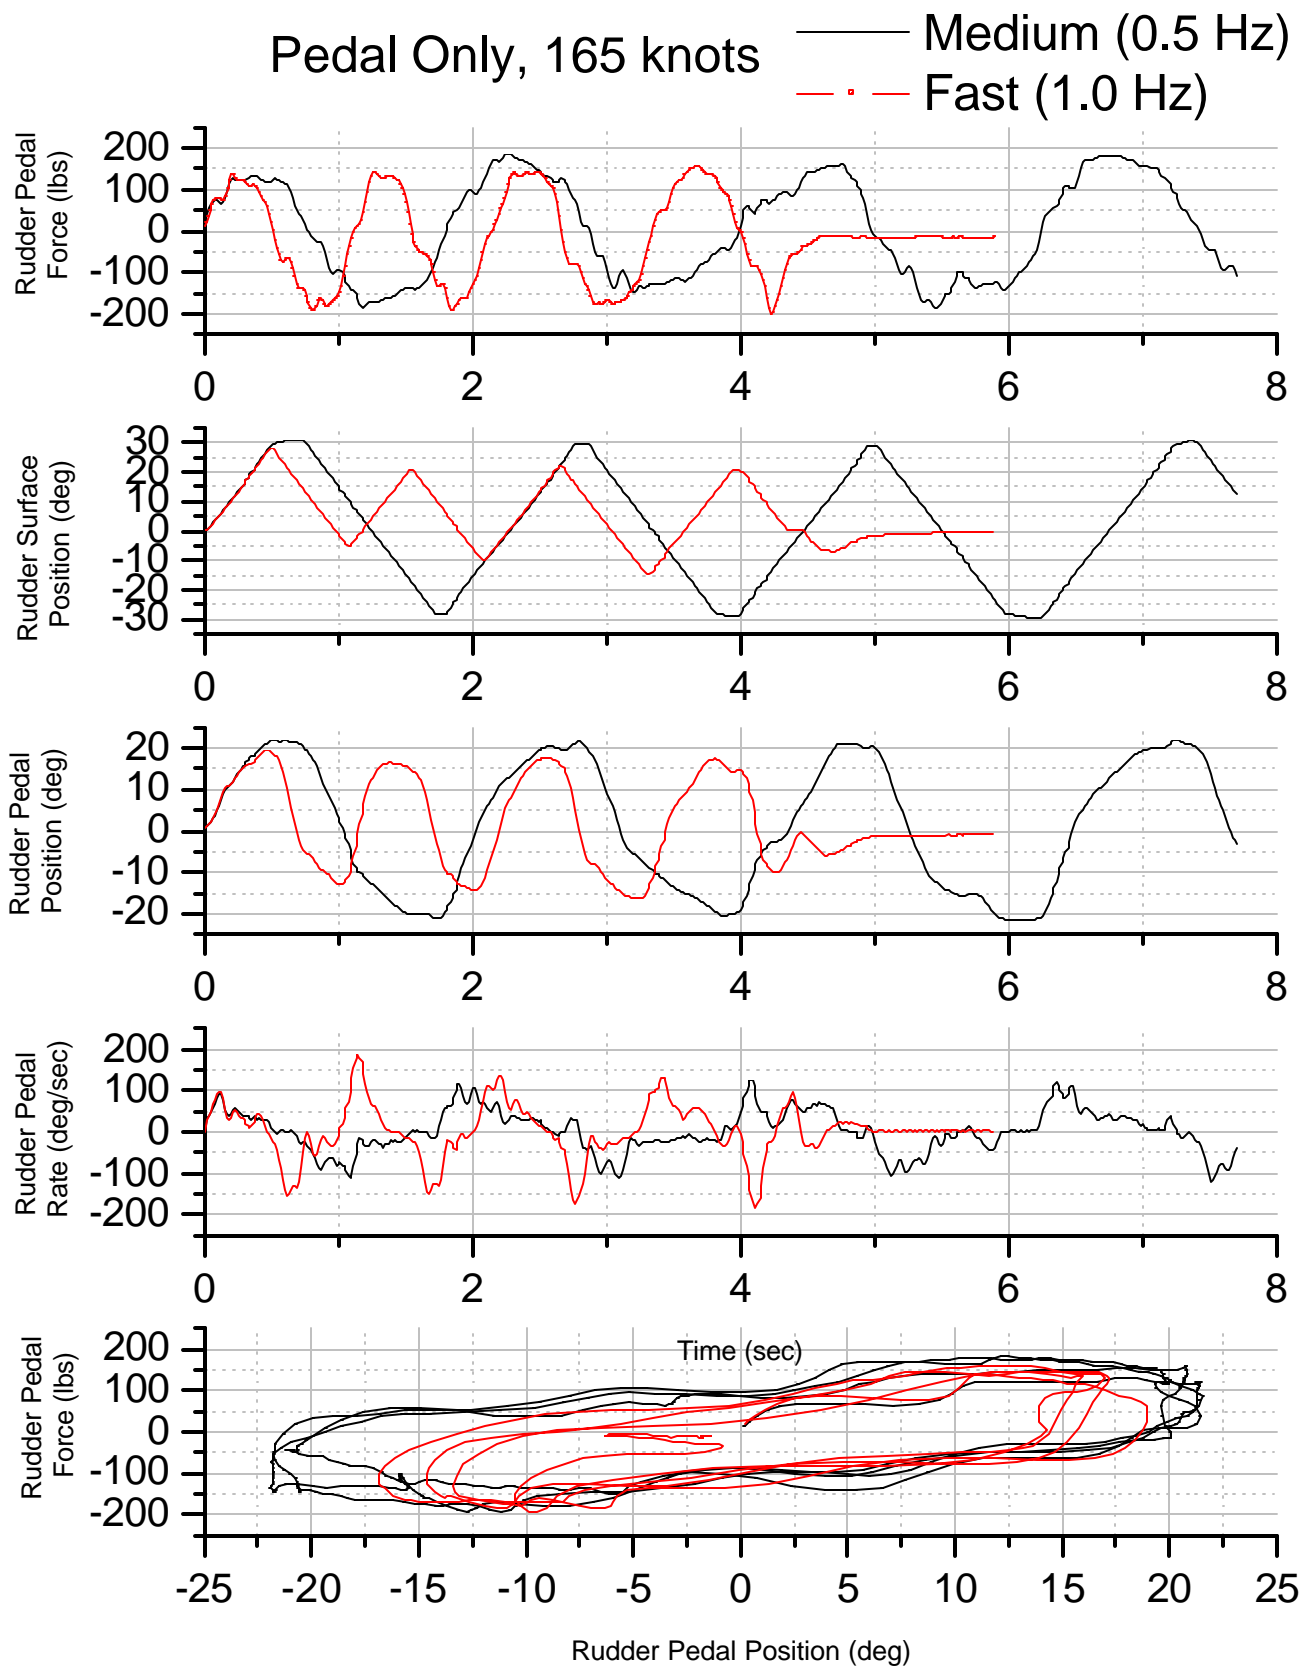 Pedal Only, 165 knots
Medium (0.5 Hz)
Fast (1.0 Hz)
Rudder Pedal
Force (lbs)
200
100
0
-100
-200
0 2 4 6 8
Rudder Surface
Position (deg)
30
20
10
0
-10
-20
-30
0 2 4 6 8
Rudder Pedal
Position (deg)
20
10
0
-10
-20
0 2 4 6 8
Rudder Pedal
Rate (deg/sec)
200
100
0
-100
-200
0 2 4 6 8
Time (sec)
Rudder Pedal
Force (lbs)
200
100
0
-100
-200
-25 -20 -15 -10 -5 0 5 10 15 20 25
Rudder Pedal Position (deg)